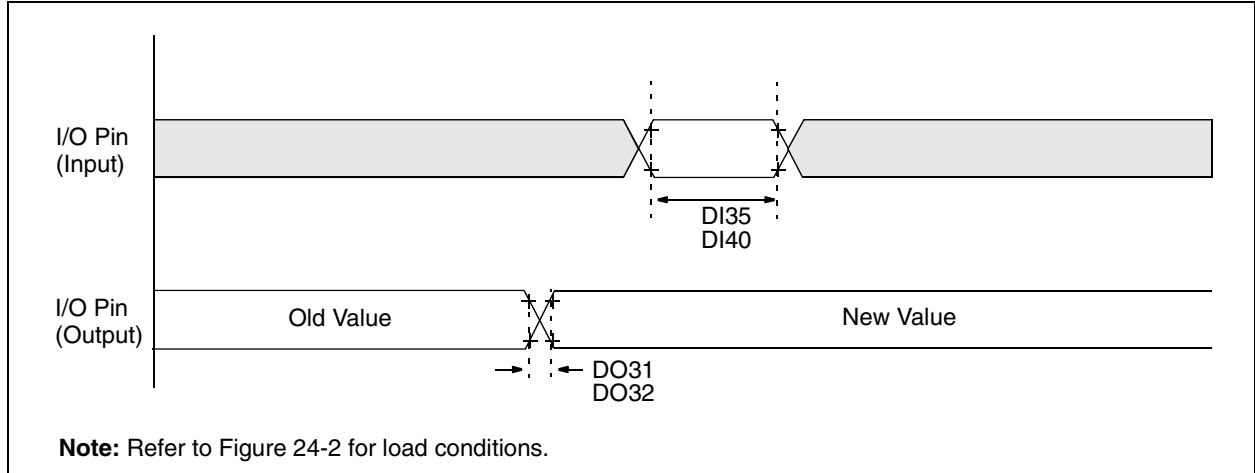 I/O Pin
(Input)
DI35
DI40
I/O Pin
(Output)
Old Value
New Value
DO31
DO32
Note: Refer to Figure 24-2 for load conditions.